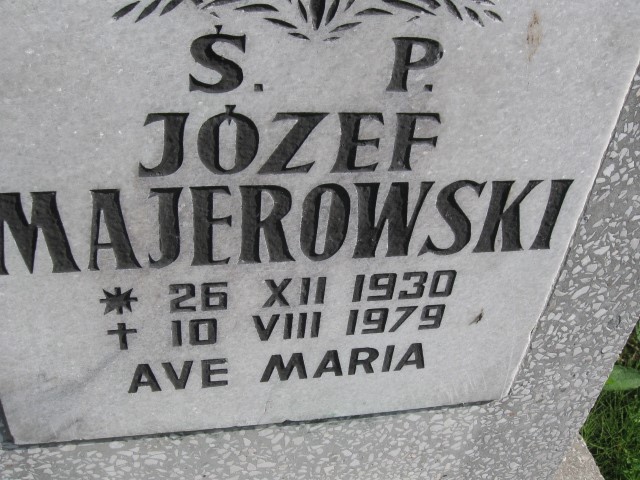 Ś. P.
JÓZEF
MAJEROWSKI
* 26 XII 1930
† 10 VIII 1979
AVE MARIA